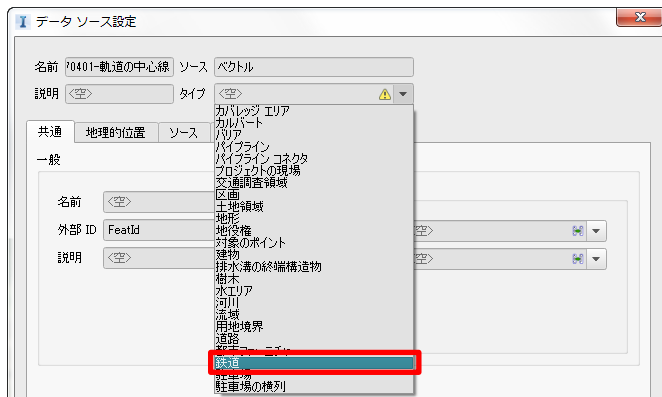 データ ソース設定
名前 70401-軌道の中心線 ソース ベクトル
説明 <空> タイプ <空>
カバレッジ エリア
カルバート
バリア
パイプライン
パイプライン コネクタ
プロジェクトの現場
交通調査領域
区画
土地領域
地形
地役権
対象のポイント
建物
排水溝の終端構造物
樹木
水エリア
河川
流域
用地境界
道路
鉄道
駐車場
駐車場の横列
共通 地理的位置 ソース
一般
名前 <空>
外部 ID FeatId 空>
説明 <空> 空>